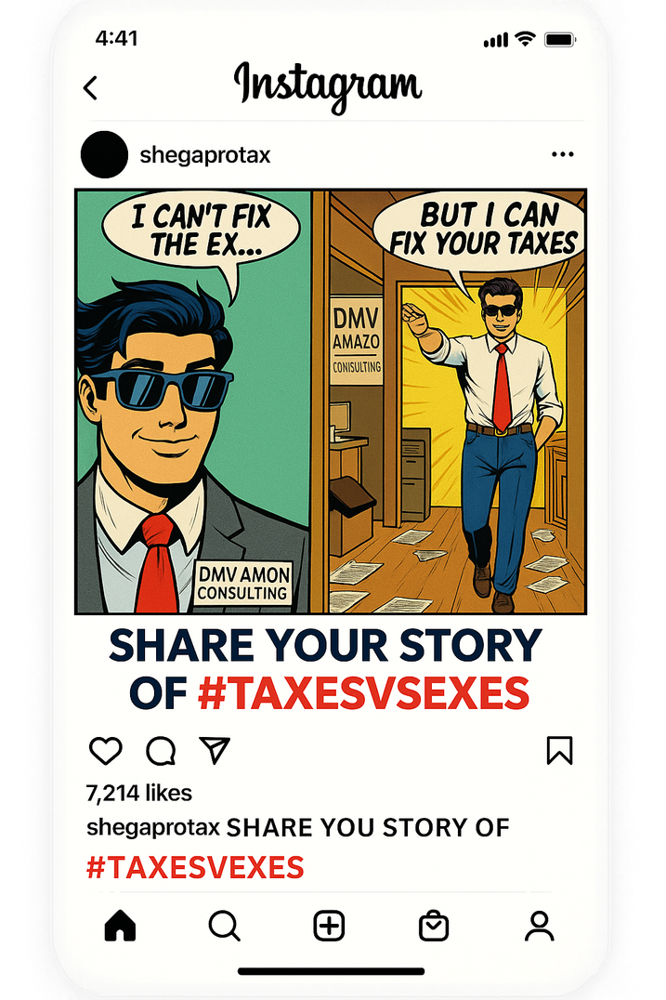 4:41
Instagram
shegaprotax
I CAN'T FIX
THE EX...
BUT I CAN
FIX YOUR TAXES
DMV
AMAZO
CONISULTING
DMV AMON
CONSULTING
SHARE YOUR STORY
OF #TAXESVSEXES
7,214 likes
shegaprotax SHARE YOU STORY OF
#TAXESVEXES